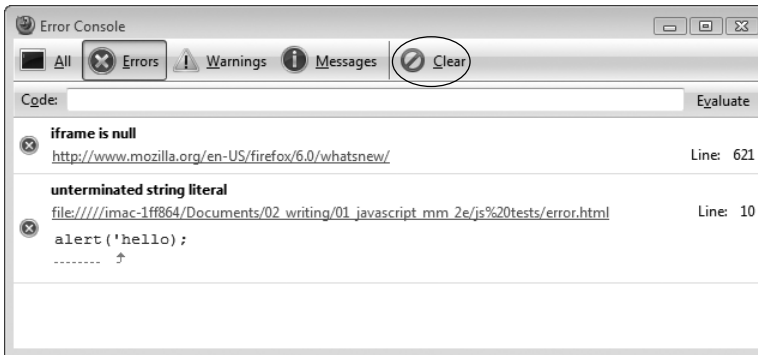 Error Console
All Errors Warnings Messages Clear
Code: Evaluate
iframe is null
http://www.mozilla.org/en-US/firefox/6.0/whatsnew/ Line: 621
unterminated string literal
file://///imac-1ff864/Documents/02_writing/01_javascript_mm_2e/js%20tests/error.html Line: 10
alert('hello);